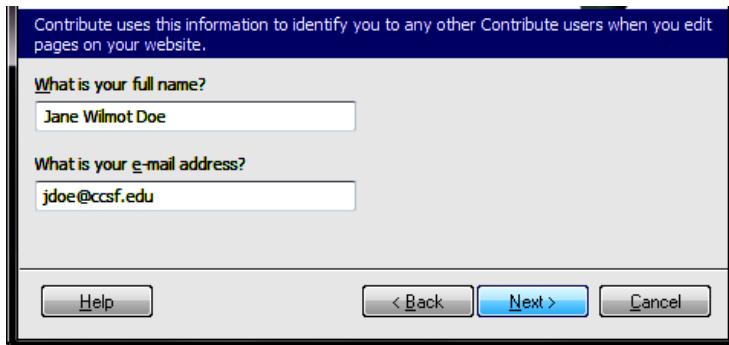 Contribute uses this information to identify you to any other Contribute users when you edit
pages on your website.
What is your full name?
Jane Wilmot Doe
What is your e-mail address?
jdoe@ccsf.edu
Help
< Back
Next >
Cancel